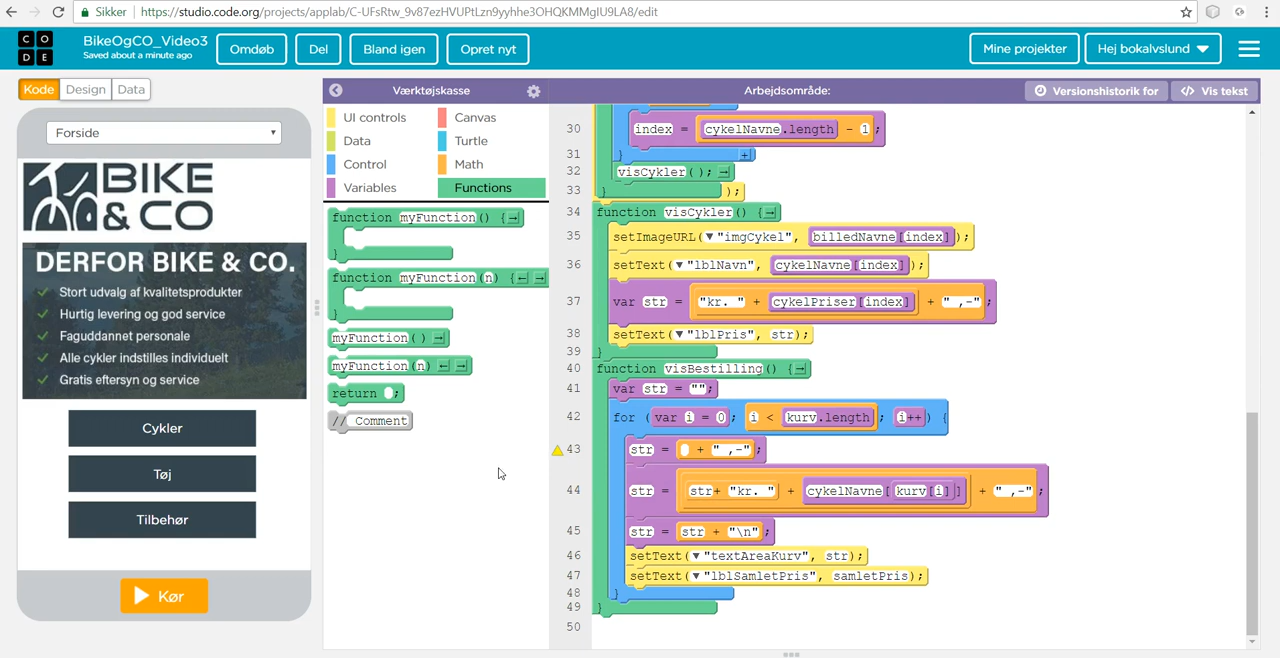 Sikker
https://studio.code.org/projects/applab/C-UFsRtw_9v87ezHVUPtLzn9yyhhe3OHQKMMgIU9LA8/edit
CODE
BikeOgCO_Video3
Saved about a minute ago
Omdøb
Del
Bland igen
Opret nyt
Mine projekter
Hej bokalvslund
Kode
Design
Data
Værktøjskasse
Arbejdsområde:
Versionshistorik for
Vis tekst
Forside
BIKE
& CO
DERFOR BIKE & CO.
Stort udvalg af kvalitetsprodukter
Hurtig levering og god service
Faguddannet personale
Alle cykler indstilles individuelt
Gratis eftersyn og service
Cykler
Tøj
Tilbehør
Kør
UI controls
Canvas
Data
Turtle
Control
Math
Variables
Functions
function myFunction() {
}
function myFunction(n) {
}
myFunction()
myFunction(n)
return ;
// Comment
30 index = cykelNavne.length - 1;
31 }
32 visCykler();
33 } );
34 function visCykler() {
35 setImageURL("imgCykel", billedNavne[index]);
36 setText("lblNavn", cykelNavne[index]);
37 var str = "kr. " + cykelPriser[index] + " ,-";
38 setText("lblPris", str);
39 }
40 function visBestilling() {
41 var str = "";
42 for (var i = 0; i < kurv.length; i++) {
43 str = + " ,-";
44 str = str+ "kr. " + cykelNavne[kurv[i]] + " ,-";
45 str = str + "\n";
46 setText("textAreaKurv", str);
47 setText("lblSamletPris", samletPris);
48 }
49 }
50